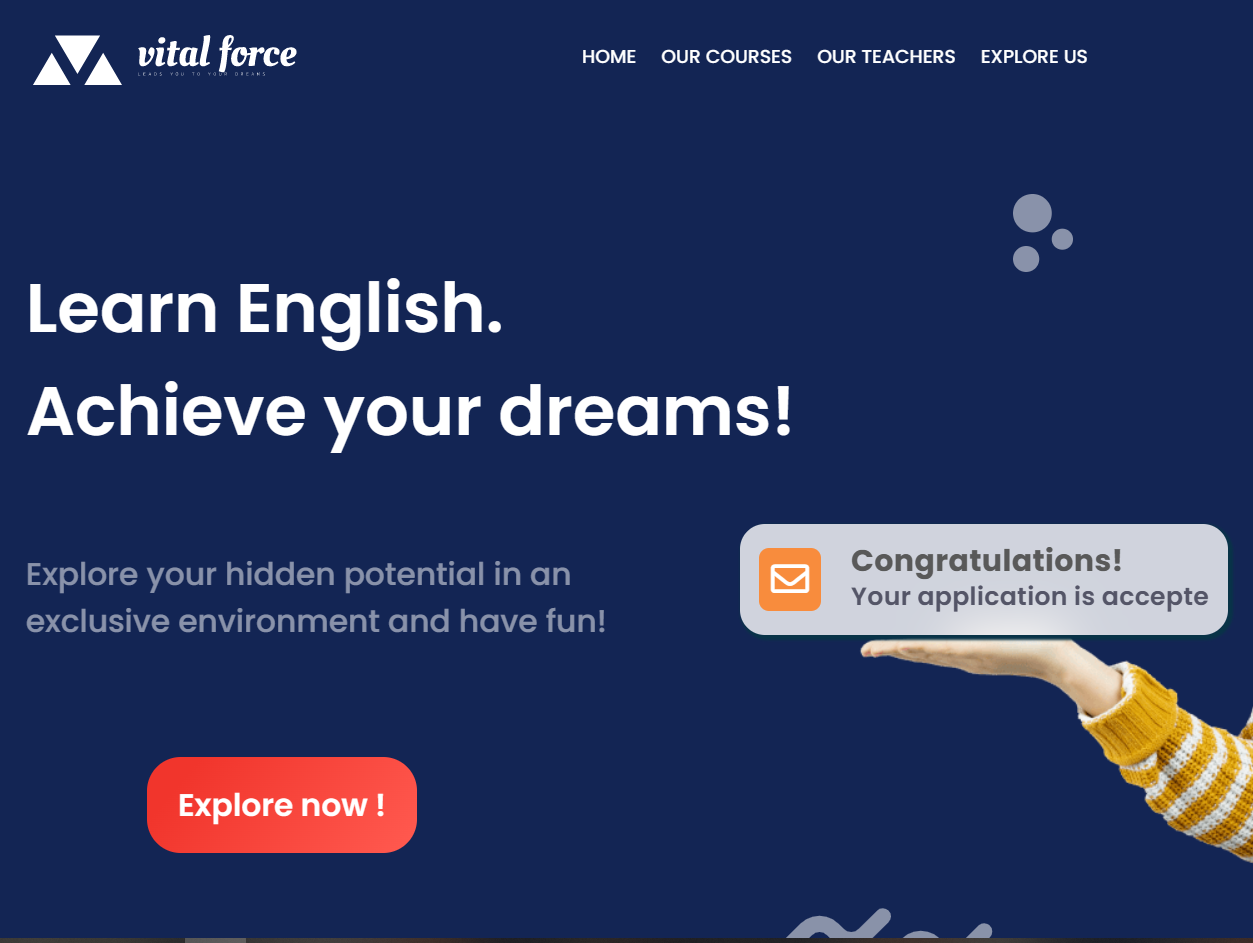 vital force
LEADS YOU TO YOUR DREAMS
HOME OUR COURSES OUR TEACHERS EXPLORE US
Learn English.
Achieve your dreams!
Explore your hidden potential in an
exclusive environment and have fun!
Congratulations!
Your application is accepte
Explore now !